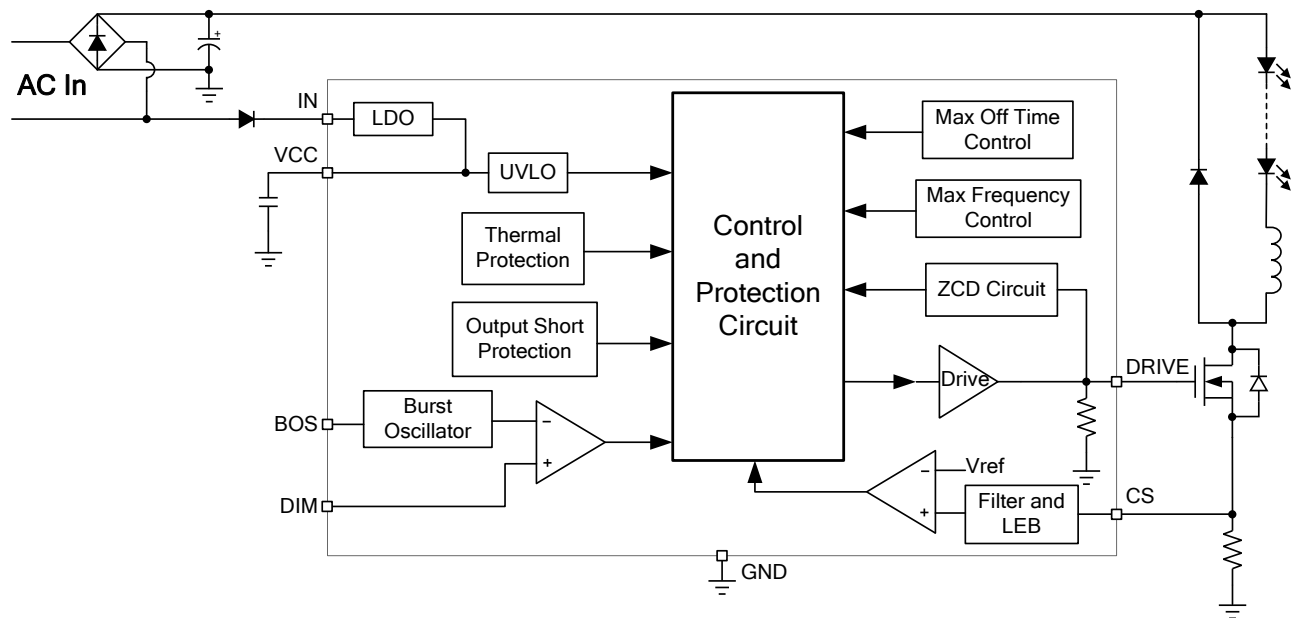 AC In
IN
LDO
VCC
UVLO
Thermal
Protection
Output Short
Protection
BOS
Burst
Oscillator
−
+
DIM
Control
and
Protection
Circuit
Max Off Time
Control
Max Frequency
Control
ZCD Circuit
Drive
DRIVE
−
Vref
+
Filter and
LEB
CS
GND
+